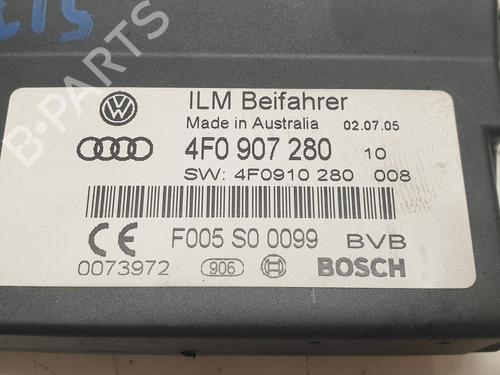 ILM Beifahrer
Made in Australia 02.07.05
4F0 907 280 10
SW: 4F0910 280 008
F005 S0 0099 BVB
CE
0073972 906 BOSCH
B-PARTS